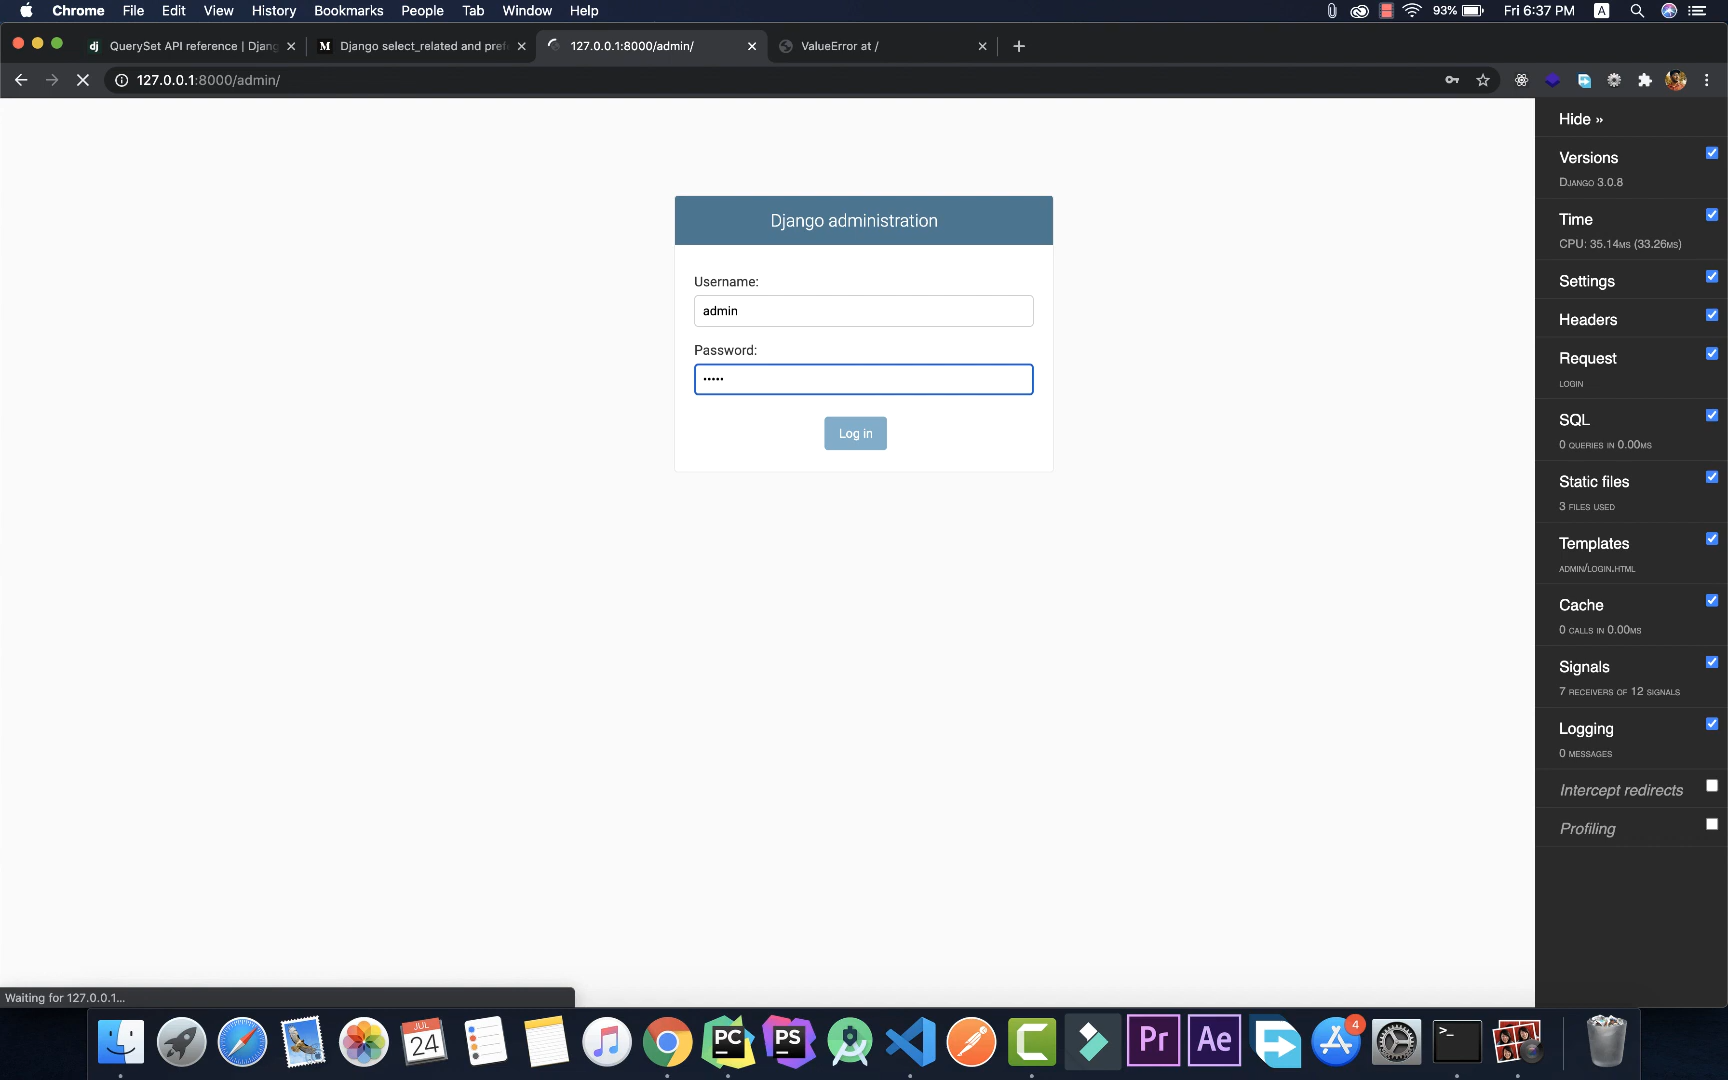 Chrome File Edit View History Bookmarks People Tab Window Help 93% Fri 6:37 PM A
dj QuerySet API reference | Djang
M Django select_related and pref
127.0.0.1:8000/admin/
ValueError at /
127.0.0.1:8000/admin/
Hide »
Versions
Django 3.0.8
Time
CPU: 35.14ms (33.26ms)
Settings
Headers
Request
login
SQL
0 queries in 0.00ms
Static files
3 files used
Templates
admin/login.html
Cache
0 calls in 0.00ms
Signals
7 receivers of 12 signals
Logging
0 messages
Intercept redirects
Profiling
Django administration
Username:
admin
Password:
•••••
Log in
Waiting for 127.0.0.1...
JUL
24
PC
PS
C
Pr
Ae
4
>_